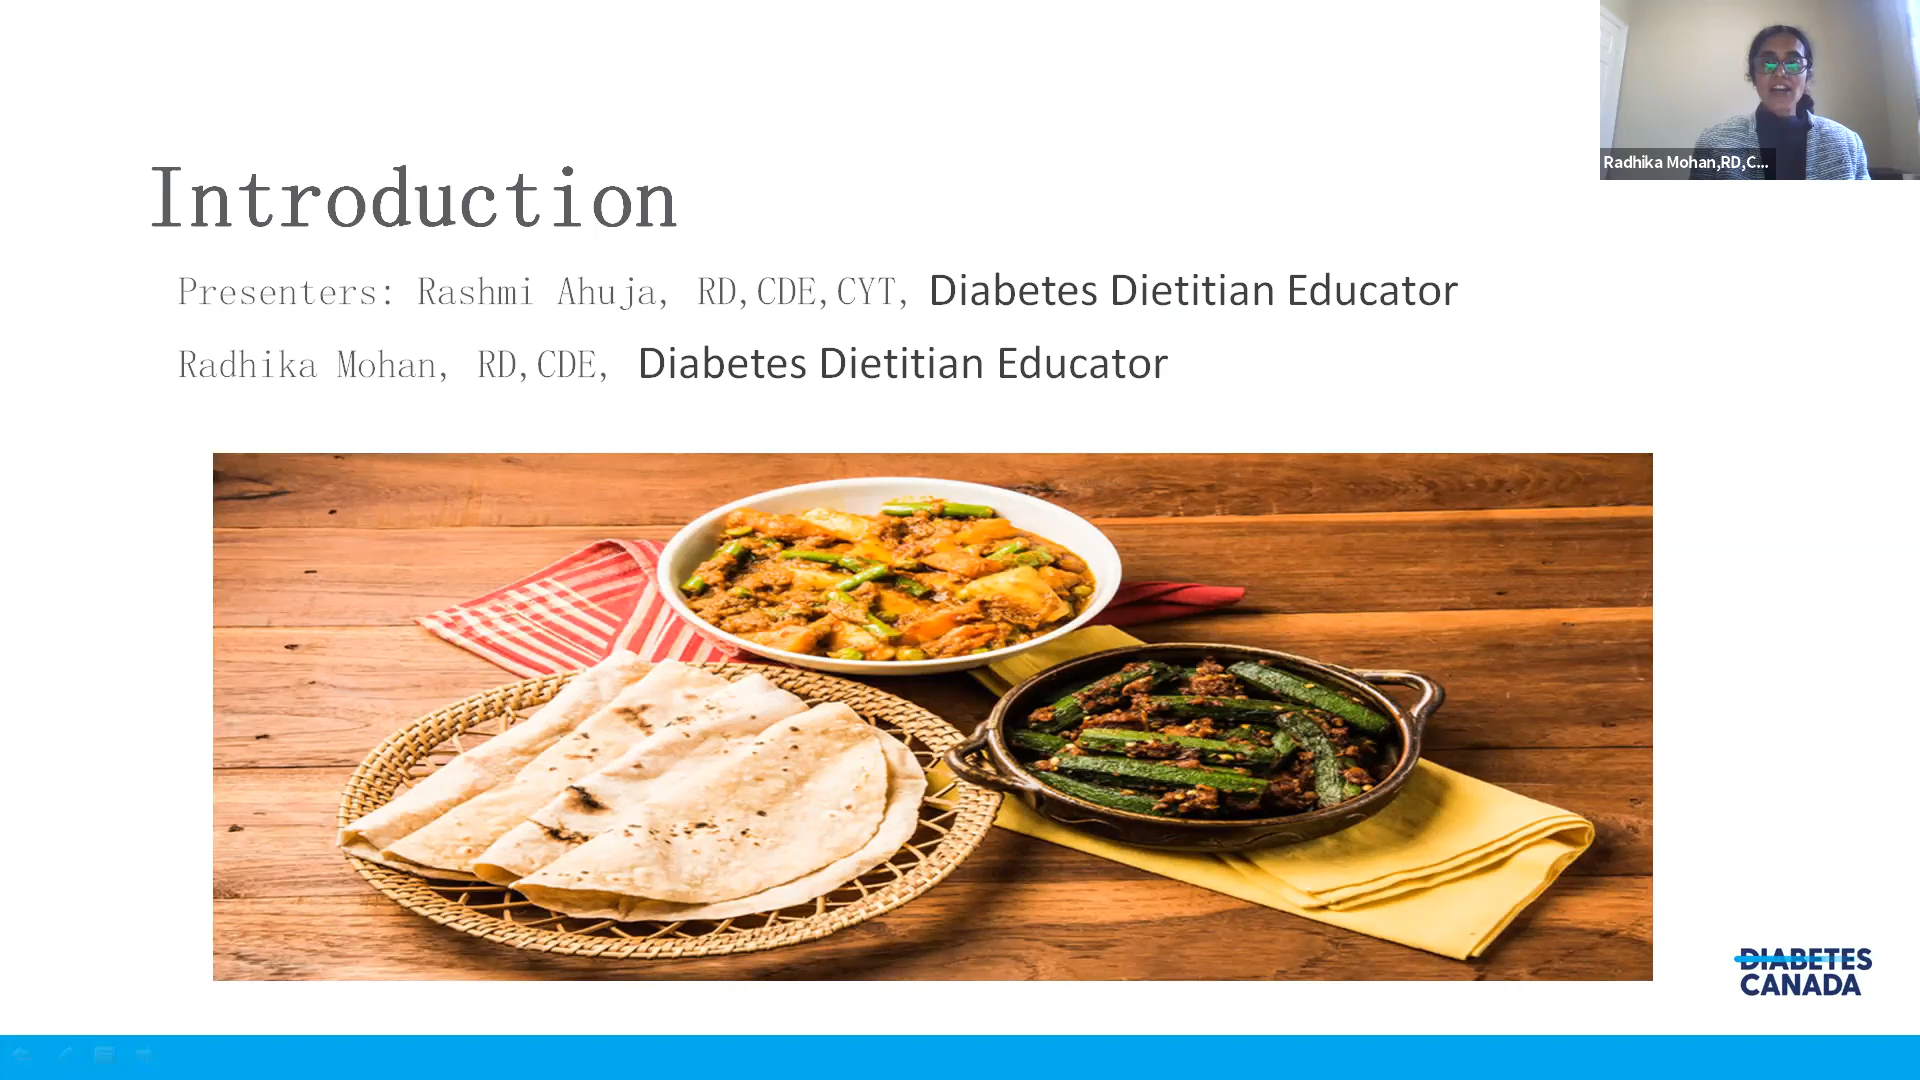 Radhika Mohan,RD,C...
Introduction
Presenters: Rashmi Ahuja, RD,CDE,CYT, Diabetes Dietitian Educator
Radhika Mohan, RD,CDE, Diabetes Dietitian Educator
DIABETES
CANADA